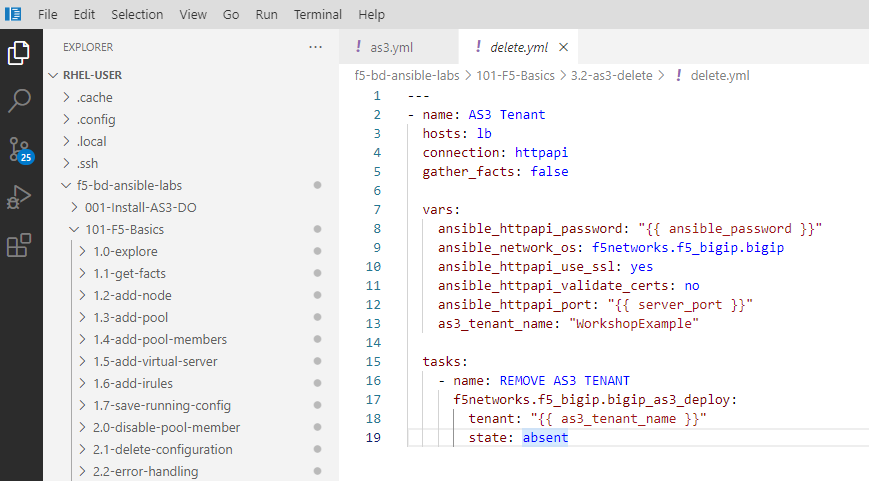 File Edit Selection View Go Run Terminal Help
EXPLORER ...
RHEL-USER
.cache
.config
.local
.ssh
f5-bd-ansible-labs
001-Install-AS3-DO
101-F5-Basics
1.0-explore
1.1-get-facts
1.2-add-node
1.3-add-pool
1.4-add-pool-members
1.5-add-virtual-server
1.6-add-irules
1.7-save-running-config
2.0-disable-pool-member
2.1-delete-configuration
2.2-error-handling
25
! as3.yml ! delete.yml ×
f5-bd-ansible-labs > 101-F5-Basics > 3.2-as3-delete > ! delete.yml
1 ---
2 - name: AS3 Tenant
3 hosts: lb
4 connection: httpapi
5 gather_facts: false
6
7 vars:
8 ansible_httpapi_password: "{{ ansible_password }}"
9 ansible_network_os: f5networks.f5_bigip.bigip
10 ansible_httpapi_use_ssl: yes
11 ansible_httpapi_validate_certs: no
12 ansible_httpapi_port: "{{ server_port }}"
13 as3_tenant_name: "WorkshopExample"
14
15 tasks:
16 - name: REMOVE AS3 TENANT
17 f5networks.f5_bigip.bigip_as3_deploy:
18 tenant: "{{ as3_tenant_name }}"
19 state: absent